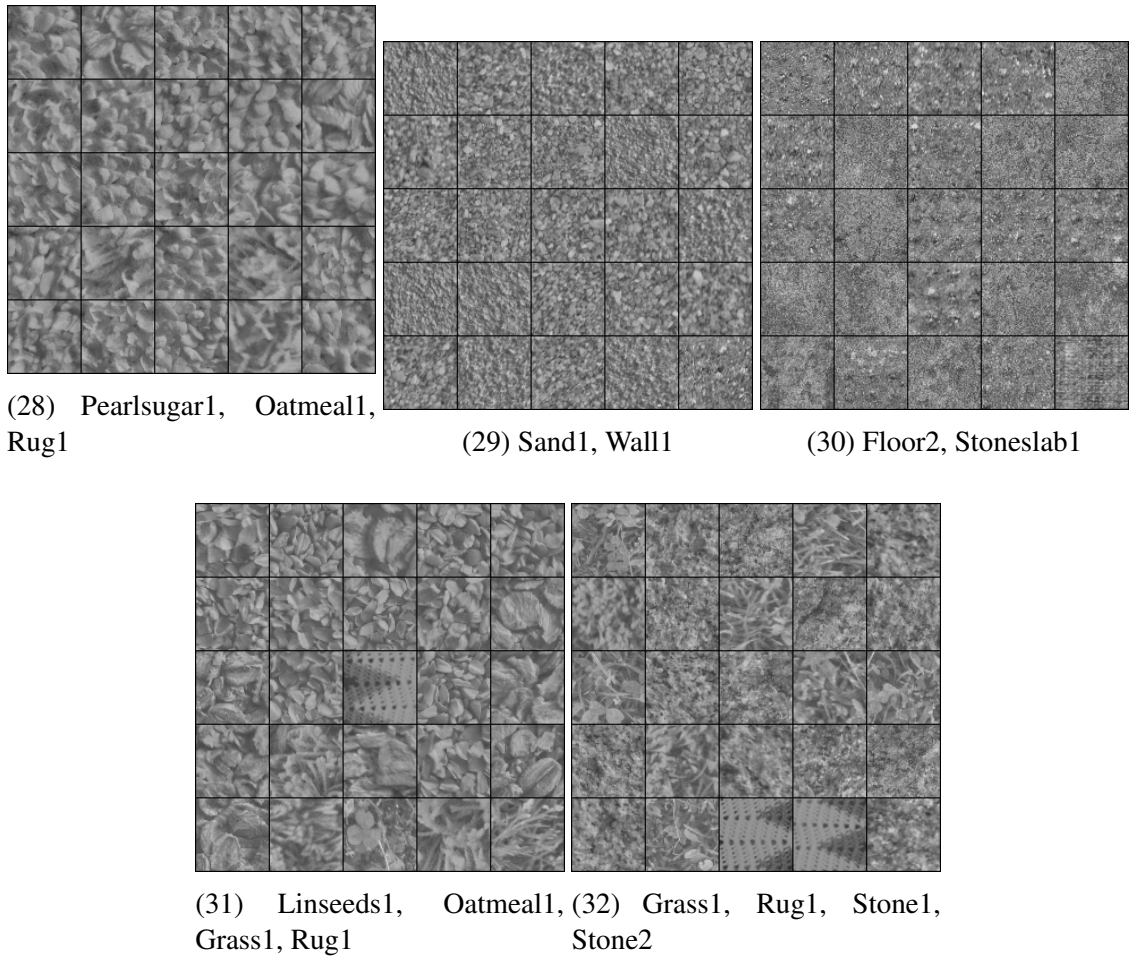 (28) Pearlsugar1, Oatmeal1,
Rug1
(29) Sand1, Wall1
(30) Floor2, Stoneslab1
(31) Linseeds1, Oatmeal1,
Grass1, Rug1
(32) Grass1, Rug1, Stone1,
Stone2